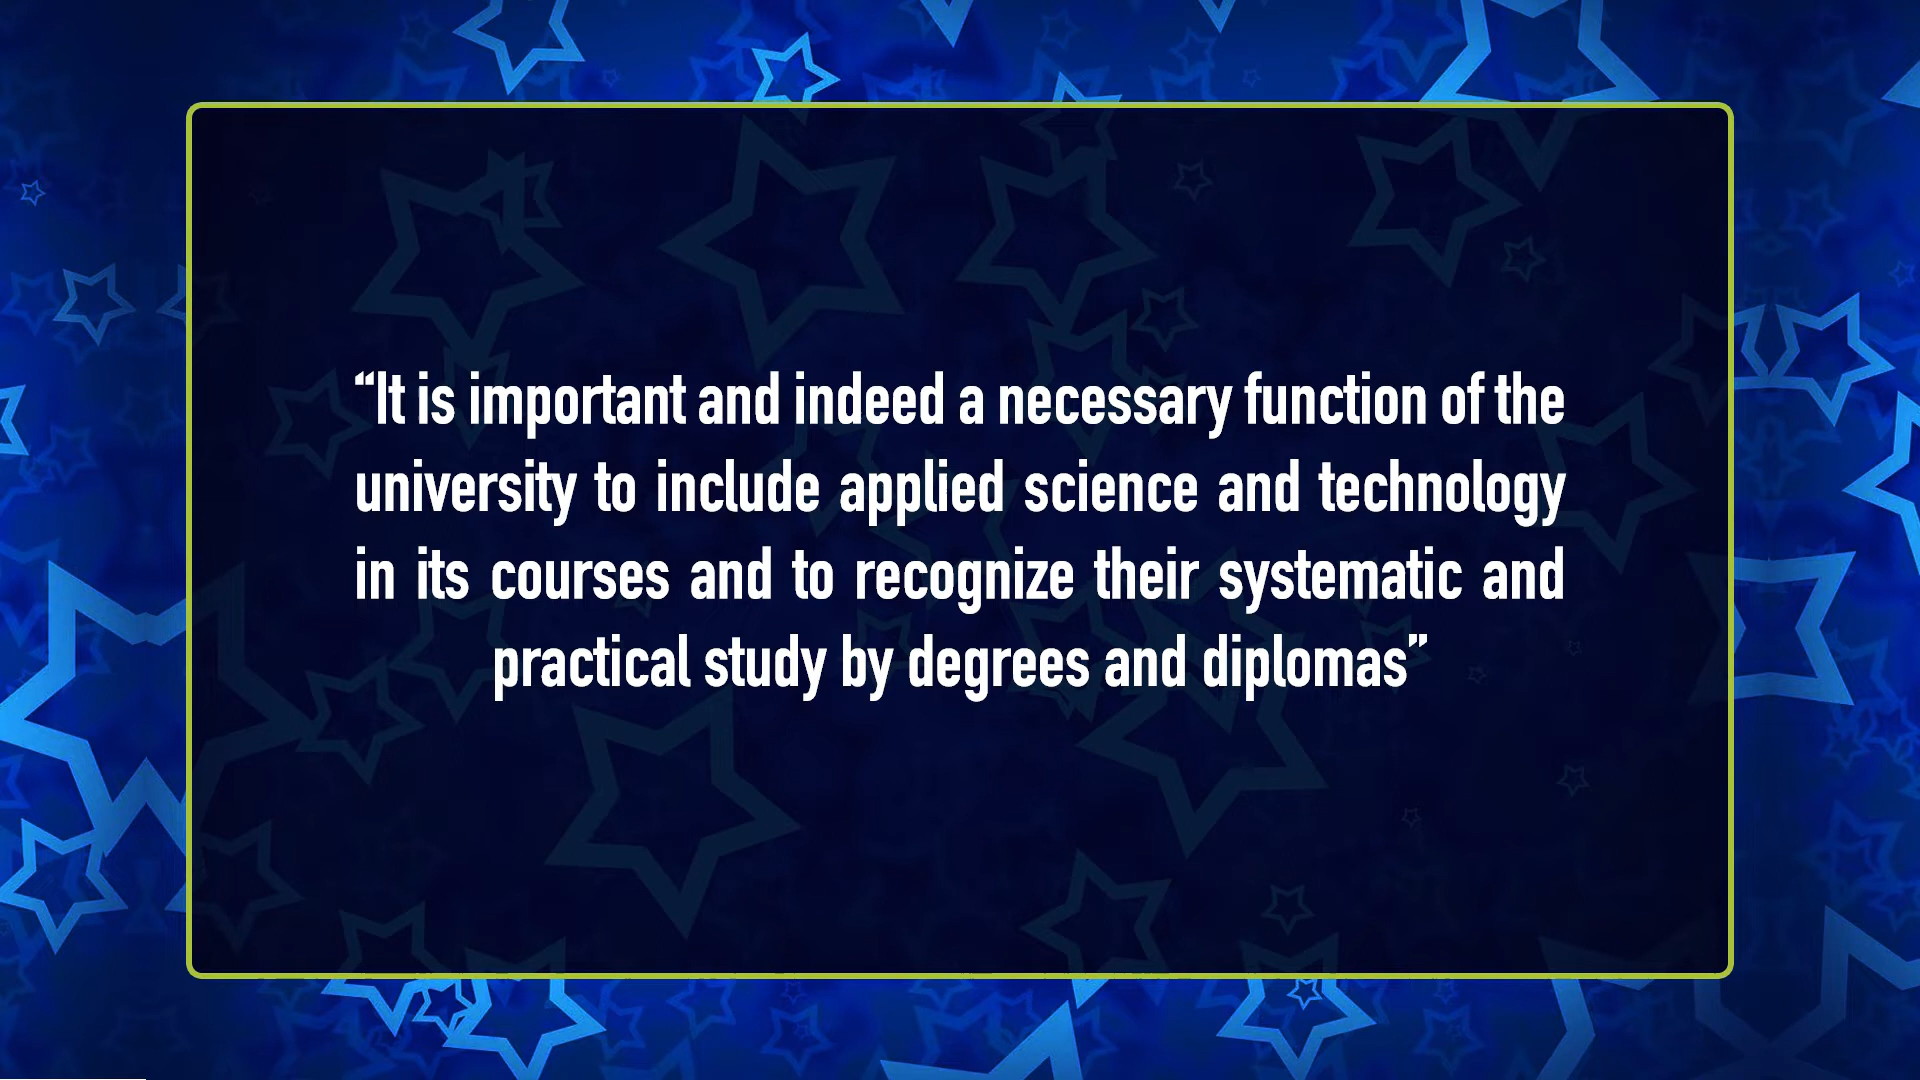 “It is important and indeed a necessary function of the
university to include applied science and technology
in its courses and to recognize their systematic and
practical study by degrees and diplomas”